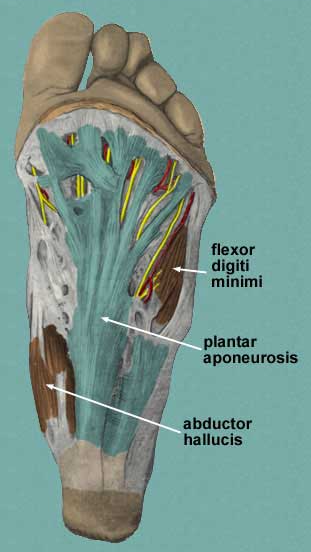 flexor
digiti
minimi
plantar
aponeurosis
abductor
hallucis